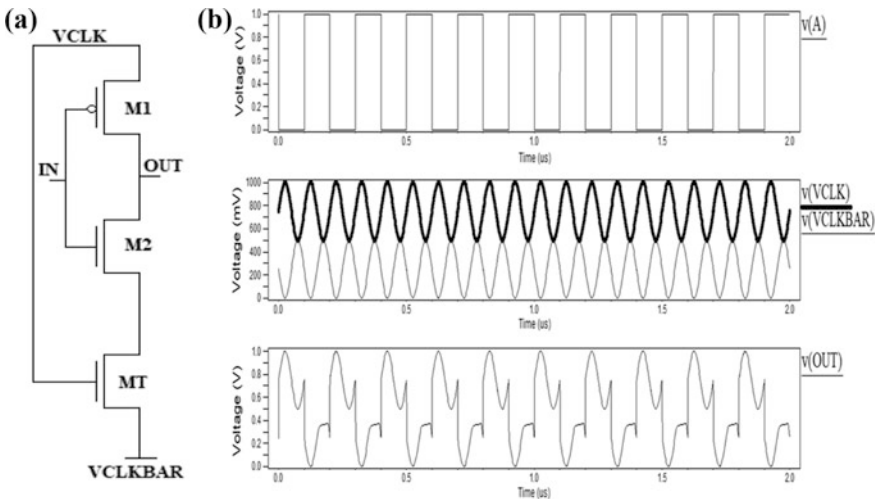 (a)
VCLK
M1
IN
OUT
M2
MT
VCLKBAR
(b)
Voltage (V)
1.0
0.8
0.6
0.4
0.2
0.0
0.0 0.5 1.0 1.5 2.0
Time (us)
v(A)
Voltage (mV)
1000
800
600
400
200
0
0.0 0.5 1.0 1.5 2.0
Time (us)
v(VCLK)
v(VCLKBAR)
Voltage (V)
1.0
0.8
0.6
0.4
0.2
0.0
0.0 0.5 1.0 1.5 2.0
Time (us)
v(OUT)